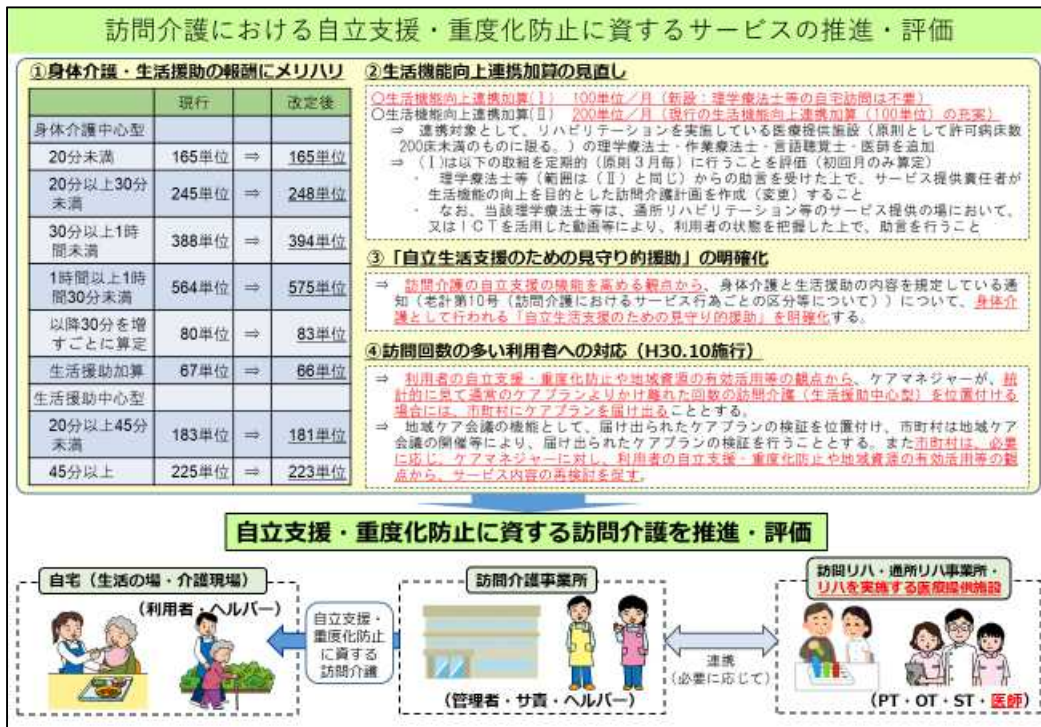 訪問介護における自立支援・重度化防止に資するサービスの推進・評価
①身体介護・生活援助の報酬にメリハリ
現行 改定後
身体介護中心型
20分未満 165単位 ⇒ 165単位
20分以上30分
未満 245単位 ⇒ 248単位
30分以上1時
間未満 388単位 ⇒ 394単位
1時間以上1時
間30分未満 564単位 ⇒ 575単位
以降30分を増
すごとに算定 80単位 ⇒ 83単位
生活援助加算 67単位 ⇒ 66単位
生活援助中心型
20分以上45分
未満 183単位 ⇒ 181単位
45分以上 225単位 ⇒ 223単位
②生活機能向上連携加算の見直し
○生活機能向上連携加算(Ⅰ) 100単位/月(新設:理学療法士等の自宅訪問は不要)
○生活機能向上連携加算(Ⅱ) 200単位/月(現行の生活機能向上連携加算(100単位)の充実)
⇒ 連携対象として、リハビリテーションを実施している医療提供施設(原則として許可病床数
200床未満のものに限る。)の理学療法士・作業療法士・言語聴覚士・医師を追加
⇒ (Ⅰ)は以下の取組を定期的(原則3月毎)に行うことを評価(初回月のみ算定)
・ 理学療法士等(範囲は(Ⅱ)と同じ)からの助言を受けた上で、サービス提供責任者が
生活機能の向上を目的とした訪問介護計画を作成(変更)すること
・ なお、当該理学療法士等は、通所リハビリテーション等のサービス提供の場において、
又はICTを活用した動画等により、利用者の状態を把握した上で、助言を行うこと
③「自立生活支援のための見守り的援助」の明確化
⇒ 訪問介護の自立支援の機能を高める観点から、身体介護と生活援助の内容を規定している通
知(老計第10号(訪問介護におけるサービス行為ごとの区分等について))について、身体介
護として行われる「自立生活支援のための見守り的援助」を明確化する。
④訪問回数の多い利用者への対応(H30.10施行)
⇒ 利用者の自立支援・重度化防止や地域資源の有効活用等の観点から、ケアマネジャーが、統
計的に見て通常のケアプランよりかけ離れた回数の訪問介護(生活援助中心型)を位置付ける
場合には、市町村にケアプランを届け出ることとする。
⇒ 地域ケア会議の機能として、届け出られたケアプランの検証を位置付け、市町村は地域ケア
会議の開催等により、届け出られたケアプランの検証を行うこととする。また市町村は、必要
に応じ、ケアマネジャーに対し、利用者の自立支援・重度化防止や地域資源の有効活用等の観
点から、サービス内容の再検討を促す。
自立支援・重度化防止に資する訪問介護を推進・評価
自宅(生活の場・介護現場)
(利用者・ヘルパー)
自立支援・
重度化防止
に資する
訪問介護
訪問介護事業所
(管理者・サ責・ヘルパー)
連携
(必要に応じて)
訪問リハ・通所リハ事業所・
リハを実施する医療提供施設
(PT・OT・ST・医師)